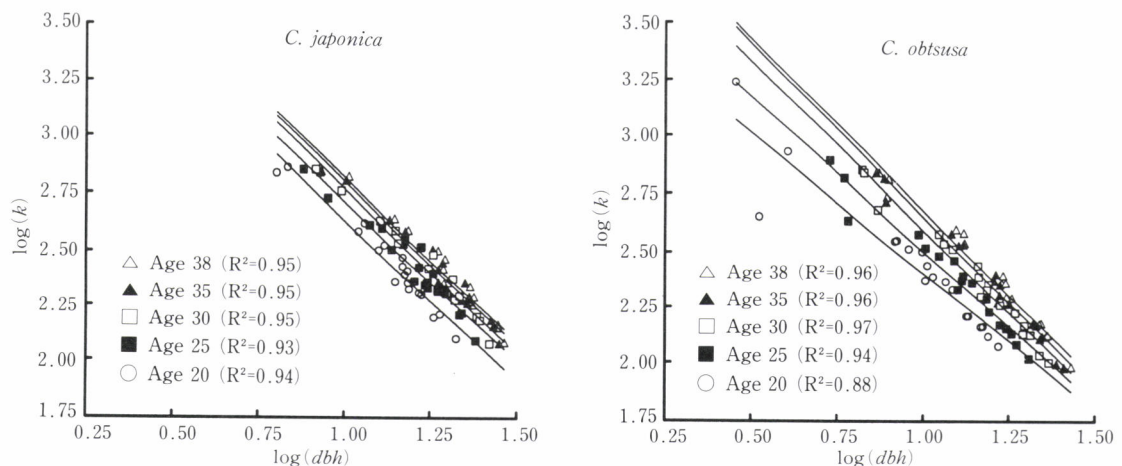 C. japonica
3.50
3.25
3.00
2.75
2.50
2.25
2.00
1.75
log(k)
△ Age 38 (R²=0.95)
▲ Age 35 (R²=0.95)
□ Age 30 (R²=0.95)
■ Age 25 (R²=0.93)
○ Age 20 (R²=0.94)
0.25 0.50 0.75 1.00 1.25 1.50
log(dbh)
C. obtsusa
3.50
3.25
3.00
2.75
2.50
2.25
2.00
1.75
log(k)
△ Age 38 (R²=0.96)
▲ Age 35 (R²=0.96)
□ Age 30 (R²=0.97)
■ Age 25 (R²=0.94)
○ Age 20 (R²=0.88)
0.25 0.50 0.75 1.00 1.25 1.50
log(dbh)